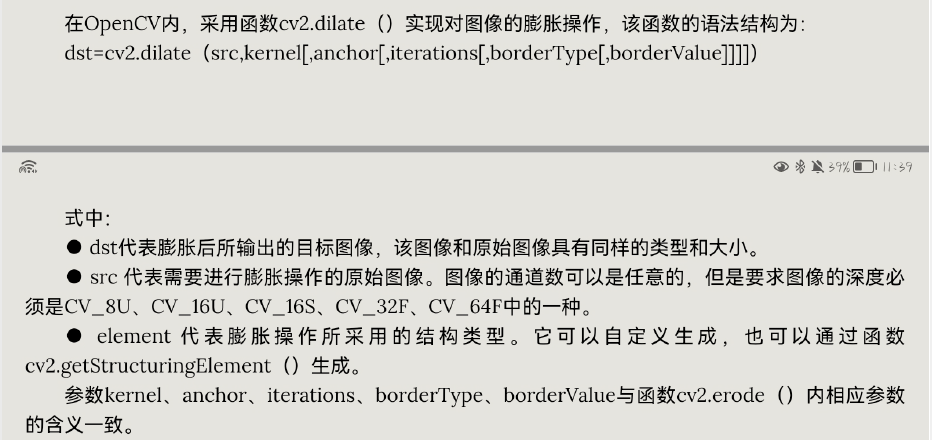 在OpenCV内，采用函数cv2.dilate（）实现对图像的膨胀操作，该函数的语法结构为：
dst=cv2.dilate（src,kernel[,anchor[,iterations[,borderType[,borderValue]]]]）
39% 11:39
式中：
● dst代表膨胀后所输出的目标图像，该图像和原始图像具有同样的类型和大小。
● src 代表需要进行膨胀操作的原始图像。图像的通道数可以是任意的，但是要求图像的深度必
须是CV_8U、CV_16U、CV_16S、CV_32F、CV_64F中的一种。
● element 代表膨胀操作所采用的结构类型。它可以自定义生成，也可以通过函数
cv2.getStructuringElement（）生成。
参数kernel、anchor、iterations、borderType、borderValue与函数cv2.erode（）内相应参数
的含义一致。